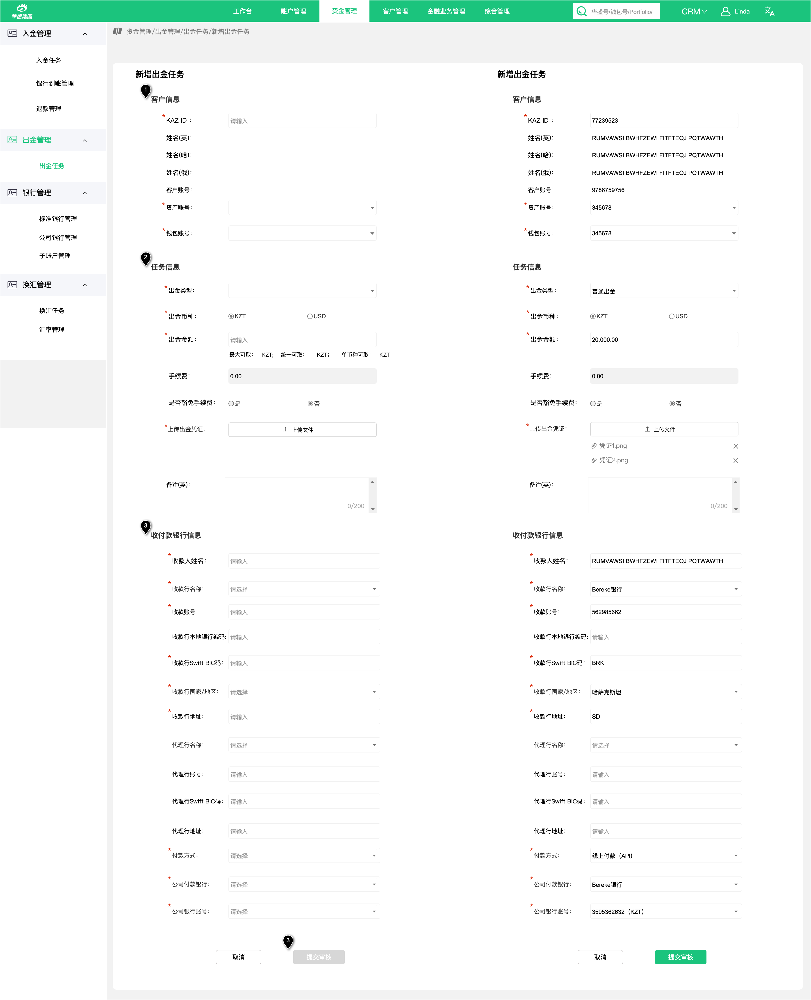 華盛集團
工作台
账户管理
资金管理
客户管理
金融业务管理
综合管理
华盛号/钱包号/Portfolio/
CRM
Linda
入金管理
入金任务
银行到账管理
退款管理
出金管理
出金任务
银行管理
标准银行管理
公司银行管理
子账户管理
换汇管理
换汇任务
汇率管理
资金管理/出金管理/出金任务/新增出金任务
新增出金任务
1
客户信息
*KAZ ID ： 请输入
姓名(英)：
姓名(哈)：
姓名(俄)：
客户账号：
*资产账号：
*钱包账号：
2
任务信息
*出金类型：
*出金币种： KZT USD
*出金金额： 请输入
最大可取： KZT; 统一可取： KZT； 单币种可取： KZT
手续费： 0.00
是否豁免手续费： 是 否
*上传出金凭证： 上传文件
备注(英)：
0/200
3
收付款银行信息
*收款人姓名： 请输入
*收款行名称： 请选择
*收款账号： 请输入
收款行本地银行编码: 请输入
*收款行Swift BIC码： 请输入
*收款行国家/地区： 请选择
*收款行地址： 请输入
代理行名称： 请选择
代理行账号： 请输入
代理行Swift BIC码： 请输入
代理行地址： 请输入
*付款方式： 请选择
*公司付款银行： 请选择
*公司银行账号： 请选择
3
取消
提交审核
新增出金任务
客户信息
*KAZ ID ： 77239523
姓名(英)： RUMVAWSI BWHFZEWI FITFTEQJ PQTWAWTH
姓名(哈)： RUMVAWSI BWHFZEWI FITFTEQJ PQTWAWTH
姓名(俄)： RUMVAWSI BWHFZEWI FITFTEQJ PQTWAWTH
客户账号： 9786759756
*资产账号： 345678
*钱包账号： 345678
任务信息
*出金类型： 普通出金
*出金币种： KZT USD
*出金金额： 20,000.00
手续费： 0.00
是否豁免手续费： 是 否
*上传出金凭证： 上传文件
凭证1.png
凭证2.png
备注(英)：
0/200
收付款银行信息
*收款人姓名： RUMVAWSI BWHFZEWI FITFTEQJ PQTWAWTH
*收款行名称： Bereke银行
*收款账号： 562985662
收款行本地银行编码: 请输入
*收款行Swift BIC码： BRK
*收款行国家/地区： 哈萨克斯坦
*收款行地址： SD
代理行名称： 请选择
代理行账号： 请输入
代理行Swift BIC码： 请输入
代理行地址： 请输入
*付款方式： 线上付款（API）
*公司付款银行： Bereke银行
*公司银行账号： 3595362632（KZT）
取消
提交审核